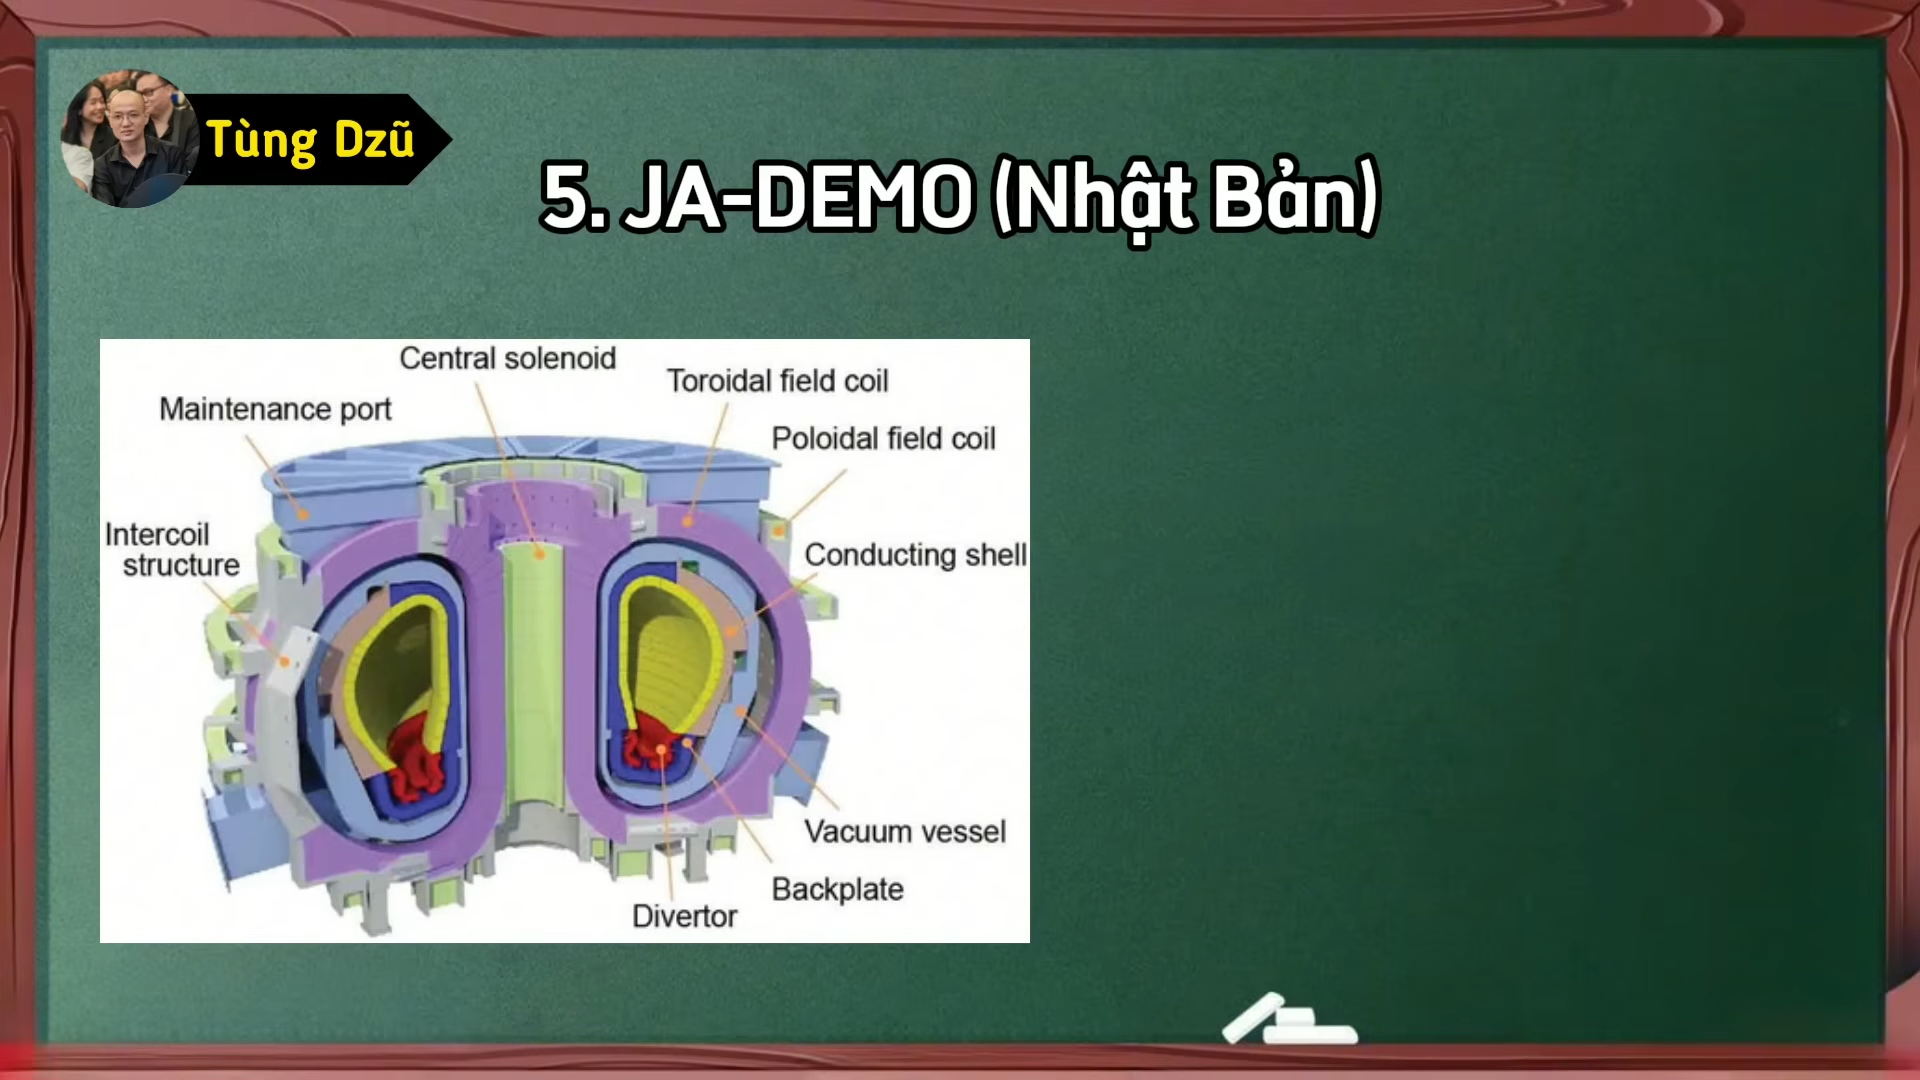 Tùng Dzũ
5. JA-DEMO (Nhật Bản)
Central solenoid
Toroidal field coil
Maintenance port
Poloidal field coil
Intercoil
structure
Conducting shell
Vacuum vessel
Backplate
Divertor